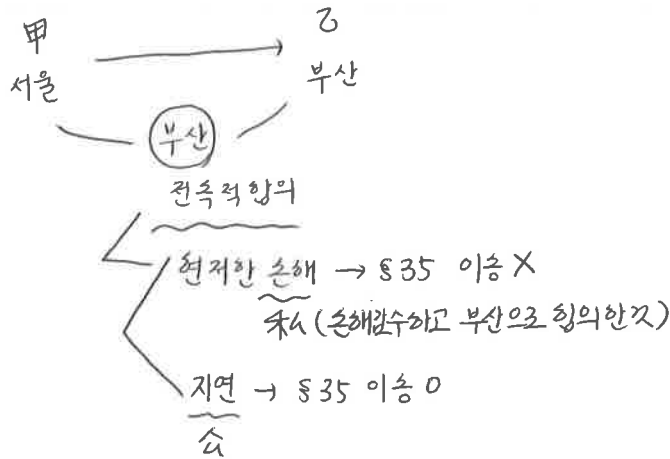 甲 乙
서울 부산
부산
전속적 합의
현저한 손해 → §35 이송 X
私 (손해감수하고 부산으로 합의한것)
지연 → §35 이송 O
公